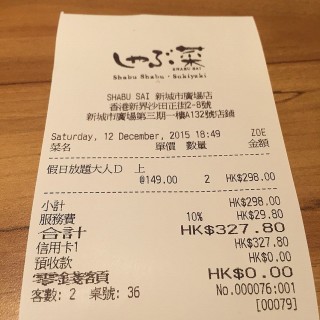 しゃぶ菜
SHABU SAI
Shabu Shabu · Sukiyaki
SHABU SAI 新城市廣場店
香港新界沙田正街2-8號
新城市廣場第三期一樓A132號店鋪
Saturday, 12 December, 2015 18:49 ZOE
菜名 單價 數量 金額
假日放題大人D 上
@149.00 2 HK$298.00
小計 HK$298.00
服務費 10% HK$29.80
合計 HK$327.80
信用卡1 HK$327.80
預收款 HK$0.00
零錢差額 HK$0.00
客數: 2 桌號: 36 No.000076:001
[00079]